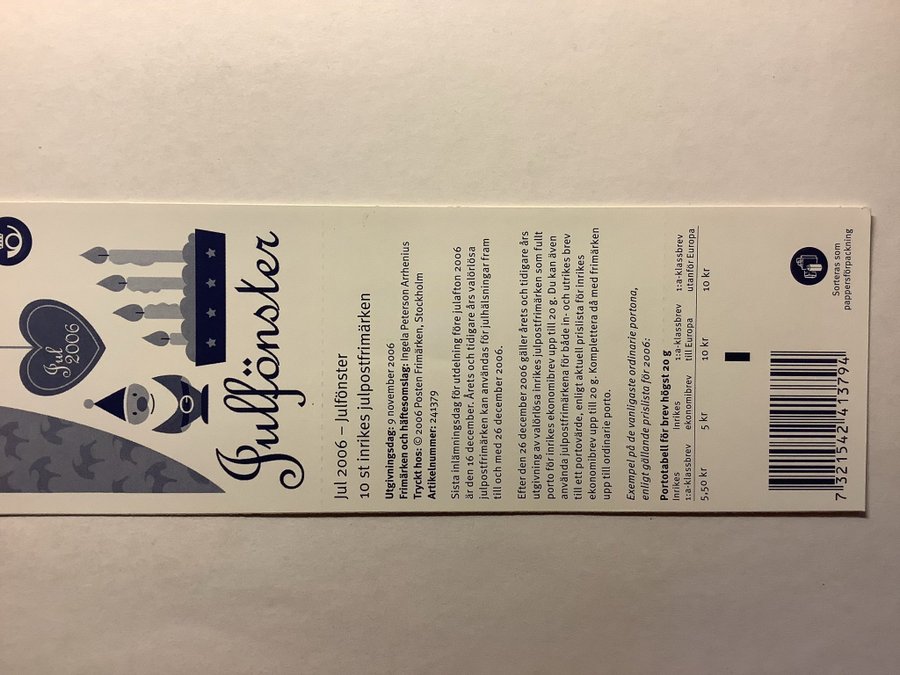 Jul
2006
Julfönster
Jul 2006 – Julfönster
10 st inrikes julpostfrimärken
Utgivningsdag: 9 november 2006
Frimärken och häftesomslag: Ingela Peterson Arrhenius
Tryckt hos: © 2006 Posten Frimärken, Stockholm
Artikelnummer: 241379
Sista inlämningsdag för utdelning före julafton 2006
är den 16 december. Årets och tidigare års valörlösa
julpostfrimärken kan användas för julhälsningar fram
till och med 26 december 2006.
Efter den 26 december 2006 gäller årets och tidigare års
utgivning av valörlösa inrikes julpostfrimärken som fullt
porto för inrikes ekonomibrev upp till 20 g. Du kan även
använda julpostfrimärkena för både in- och utrikes brev
till ett portovärde, enligt aktuell prislista för inrikes
ekonomibrev upp till 20 g. Komplettera då med frimärken
upp till ordinarie porto.
Exempel på de vanligaste ordinarie portona,
enligt gällande prislista för 2006:
Portotabell för brev högst 20 g
Inrikes Inrikes 1:a-klassbrev 1:a-klassbrev
1:a-klassbrev ekonomibrev till Europa utanför Europa
5,50 kr 5 kr 10 kr 10 kr
7 321542 413794
Sorteras som
pappersförpackning